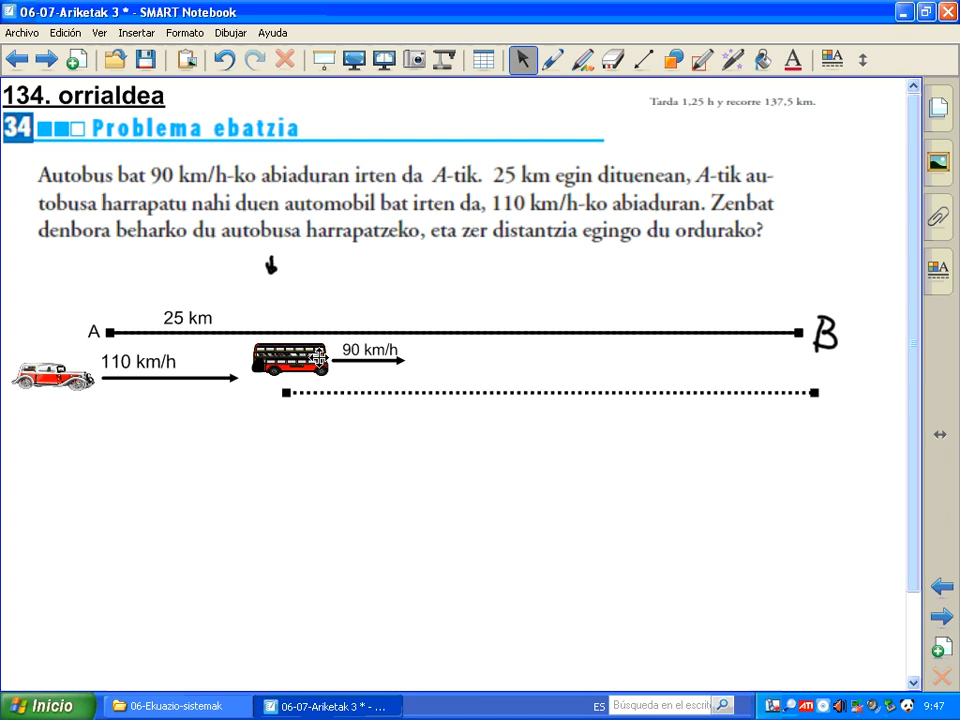 06-07-Ariketak 3 * - SMART Notebook
Archivo Edición Ver Insertar Formato Dibujar Ayuda
134. orrialdea
Tarda 1,25 h y recorre 137,5 km.
34 Problema ebatzia
Autobus bat 90 km/h-ko abiaduran irten da A-tik. 25 km egin dituenean, A-tik au-
tobusa harrapatu nahi duen automobil bat irten da, 110 km/h-ko abiaduran. Zenbat
denbora beharko du autobusa harrapatzeko, eta zer distantzia egingo du ordurako?
25 km
A
B
90 km/h
110 km/h
Inicio 06-Ekuazio-sistemak 06-07-Ariketak 3 * - ... ES Búsqueda en el escrit 9:47